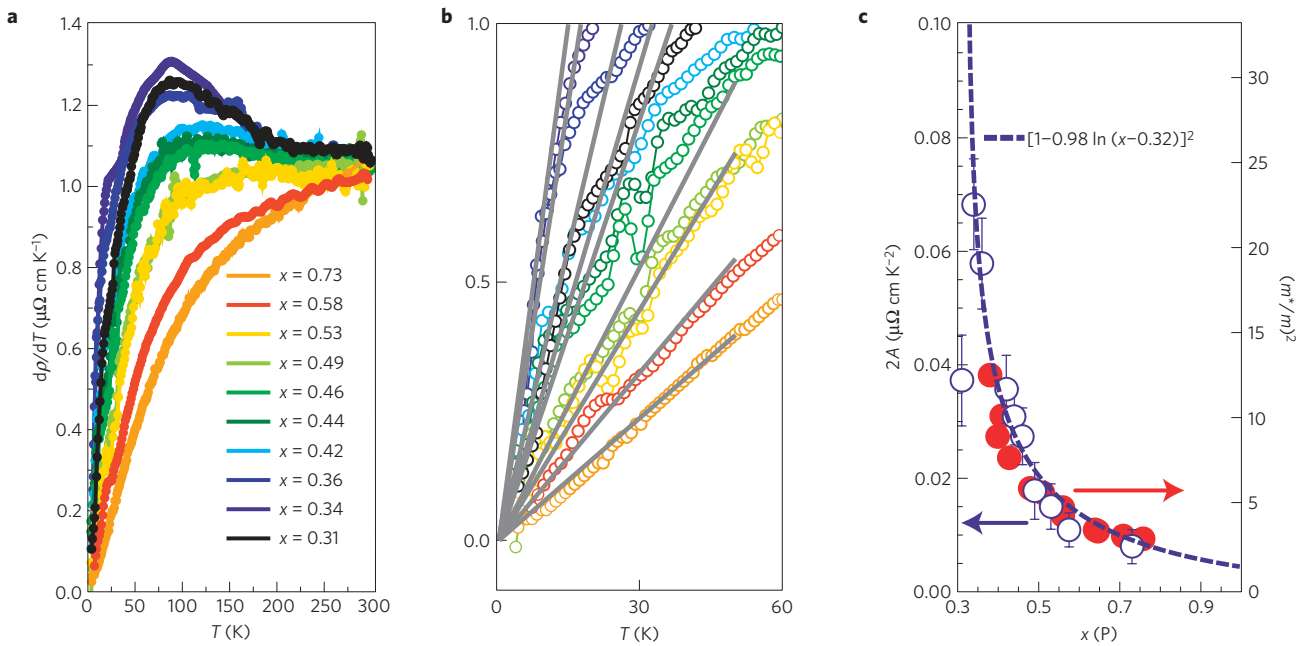 a
1.4
1.2
1.0
0.8
0.6
0.4
0.2
0.0
dρ/dT (μΩ cm K⁻¹)
x = 0.73
x = 0.58
x = 0.53
x = 0.49
x = 0.46
x = 0.44
x = 0.42
x = 0.36
x = 0.34
x = 0.31
0 50 100 150 200 250 300
T (K)
b
1.0
0.5
0.0
0 30 60
T (K)
c
0.10
0.08
0.06
0.04
0.02
0.00
2A (μΩ cm K⁻²)
[1–0.98 ln (x–0.32)]²
30
25
20
15
10
5
0
(m*/m)²
0.3 0.5 0.7 0.9
x (P)